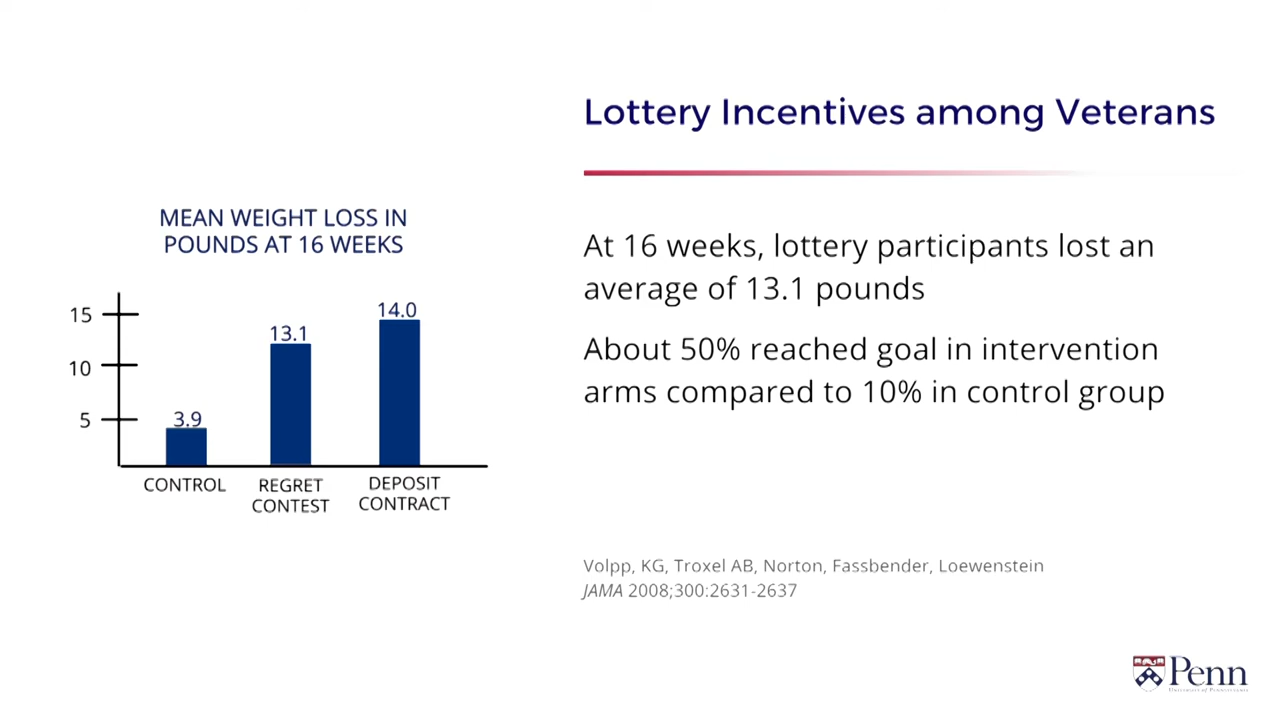 Lottery Incentives among Veterans
MEAN WEIGHT LOSS IN
POUNDS AT 16 WEEKS
15
10
5
3.9
13.1
14.0
CONTROL
REGRET
CONTEST
DEPOSIT
CONTRACT
At 16 weeks, lottery participants lost an
average of 13.1 pounds
About 50% reached goal in intervention
arms compared to 10% in control group
Volpp, KG, Troxel AB, Norton, Fassbender, Loewenstein
JAMA 2008;300:2631-2637
Penn
University of Pennsylvania